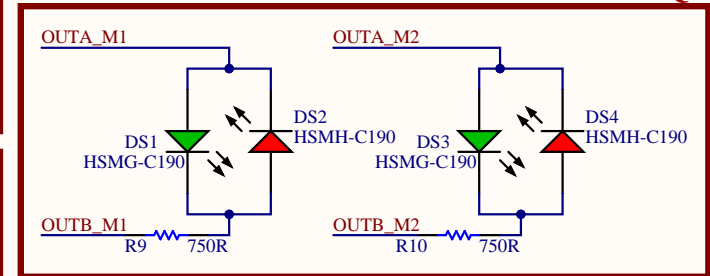 OUTA_M1
OUTA_M2
DS1
HSMG-C190
DS2
HSMH-C190
DS3
HSMG-C190
DS4
HSMH-C190
OUTB_M1
R9 750R
OUTB_M2
R10 750R